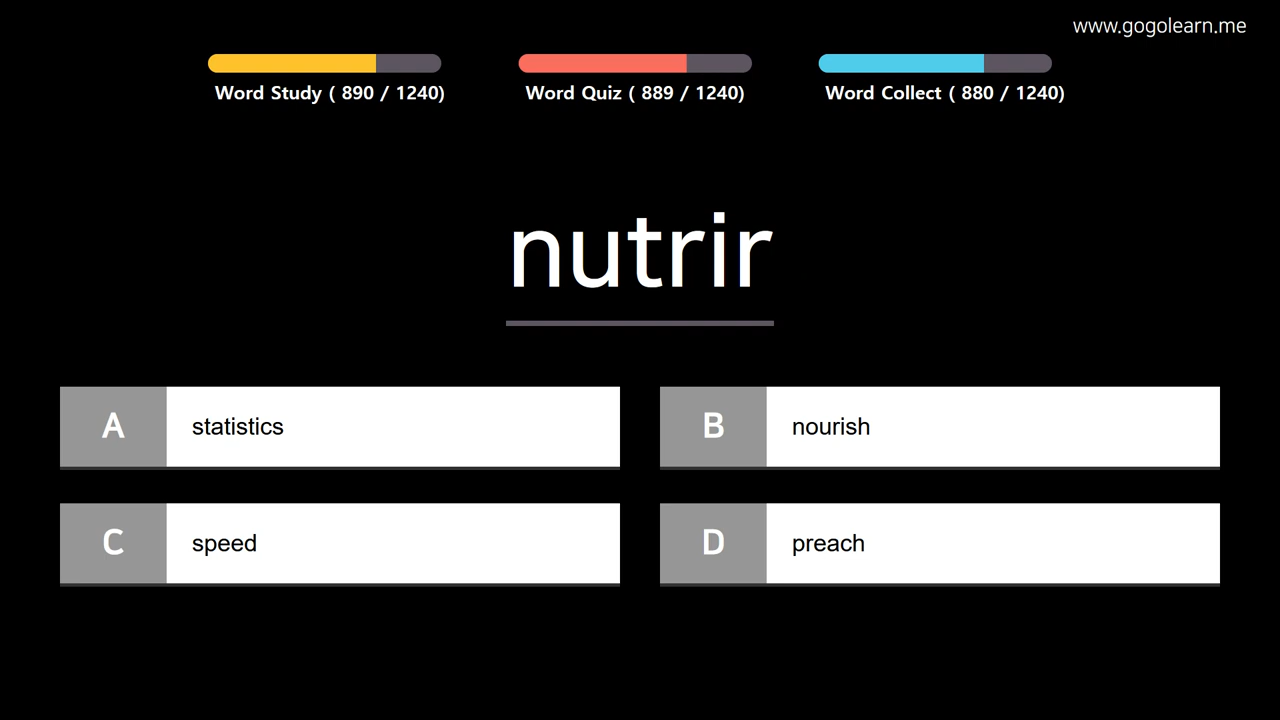 www.gogolearn.me
Word Study ( 890 / 1240)
Word Quiz ( 889 / 1240)
Word Collect ( 880 / 1240)
nutrir
A statistics
B nourish
C speed
D preach